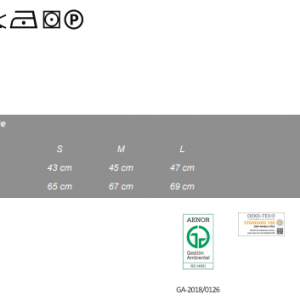 P
re
S M L
43 cm 45 cm 47 cm
65 cm 67 cm 69 cm
AENOR
Gestión
Ambiental
ISO 14001
OEKO-TEX®
STANDARD 100
GA-2018/0126